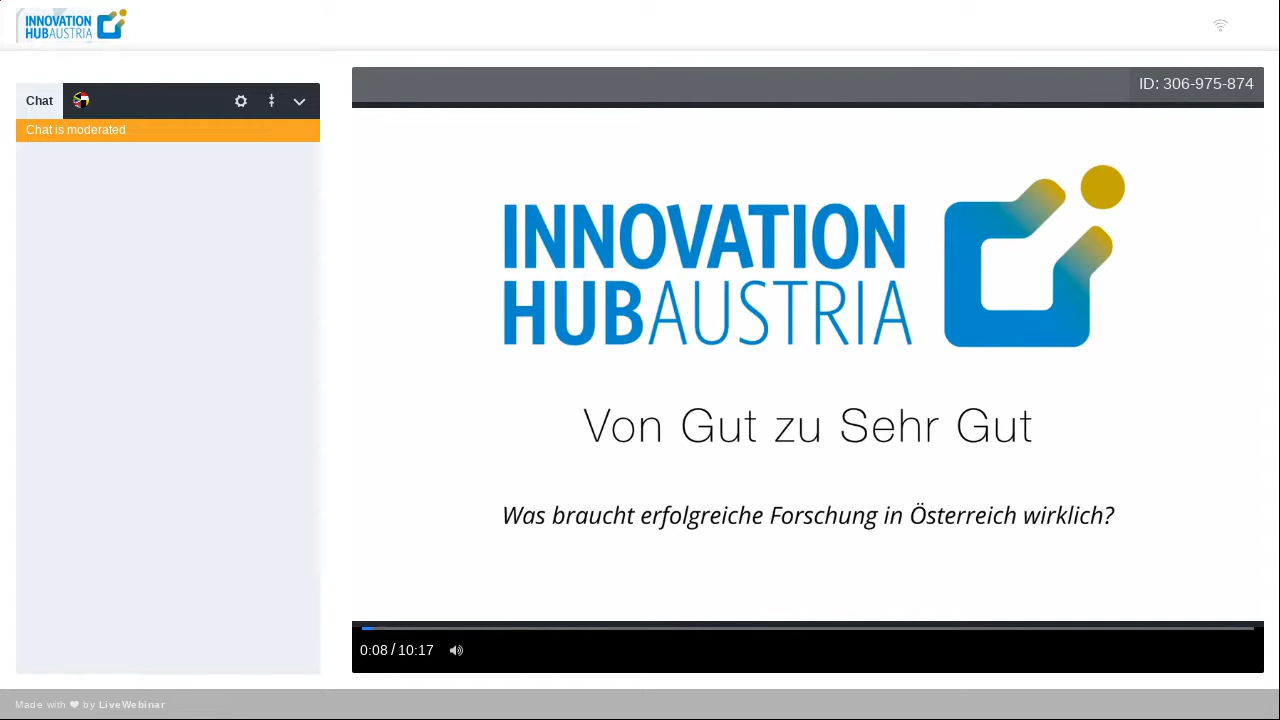 INNOVATION
HUBAUSTRIA
ID: 306-975-874
Chat
Chat is moderated
INNOVATION
HUBAUSTRIA
Von Gut zu Sehr Gut
Was braucht erfolgreiche Forschung in Österreich wirklich?
0:08 / 10:17
Made with by LiveWebinar